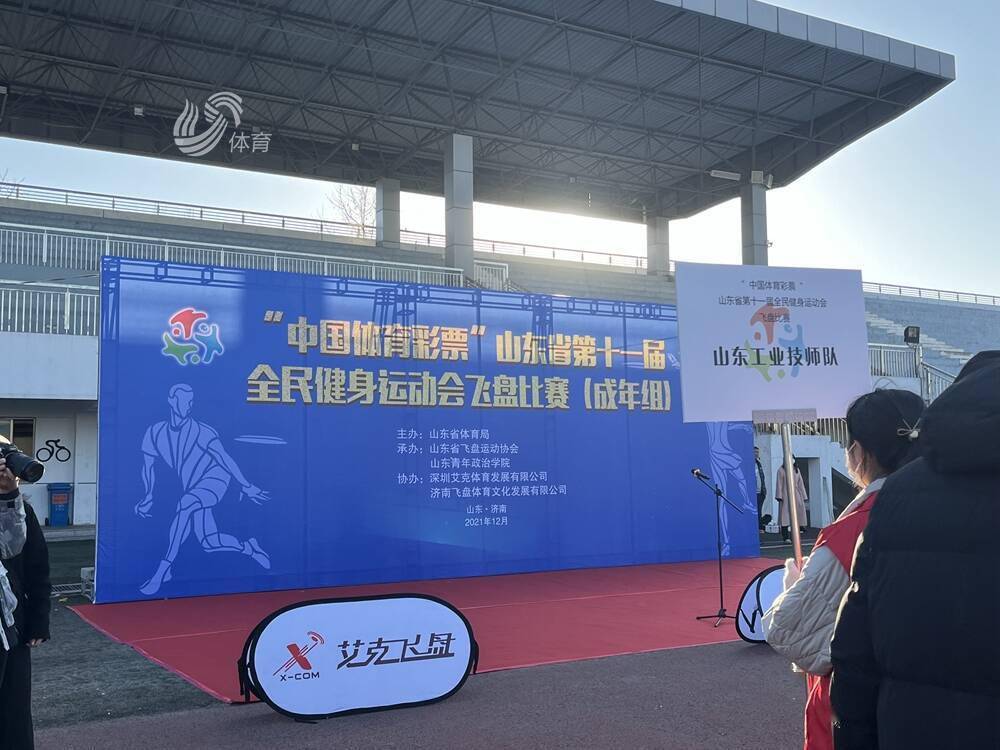 体育
“中国体育彩票”山东省第十一届
全民健身运动会飞盘比赛（成年组）
主办：山东省体育局
承办：山东省飞盘运动协会
山东青年政治学院
协办：深圳艾克体育发展有限公司
济南飞盘体育文化发展有限公司
山东·济南
2021年12月
“中国体育彩票”
山东省第十一届全民健身运动会
飞盘比赛
山东工业技师队
X-COM
艾克飞盘